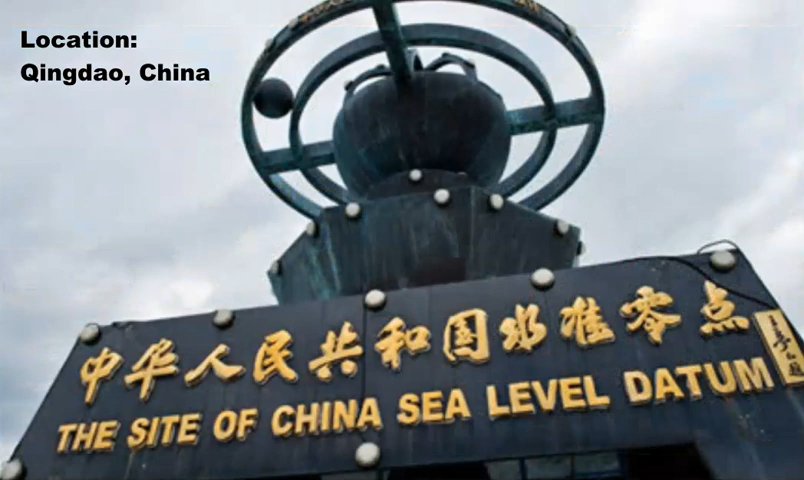 Location:
Qingdao, China
中华人民共和国水准零点
THE SITE OF CHINA SEA LEVEL DATUM